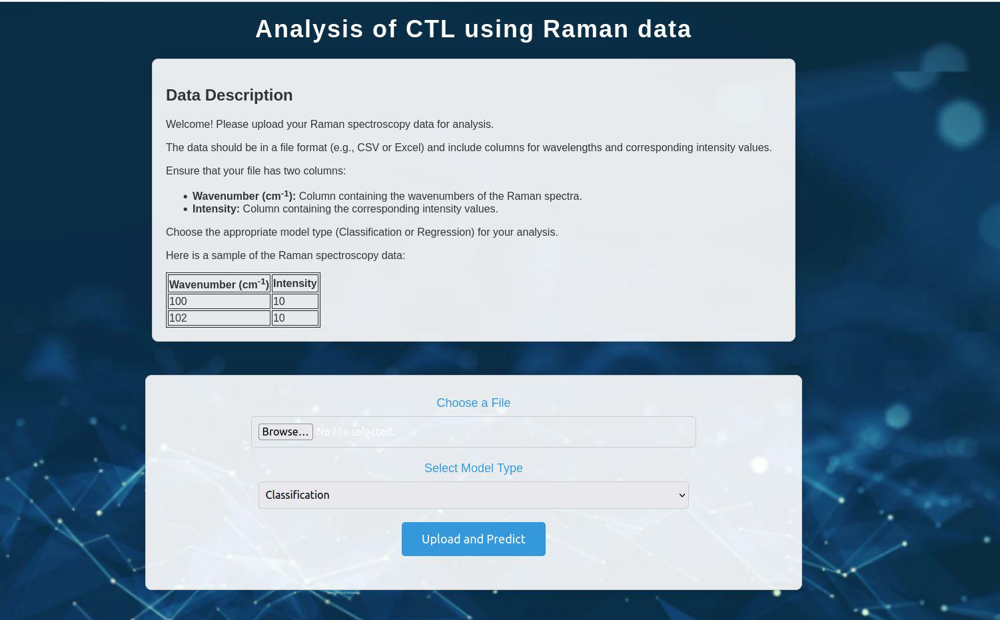 Analysis of CTL using Raman data
Data Description
Welcome! Please upload your Raman spectroscopy data for analysis.
The data should be in a file format (e.g., CSV or Excel) and include columns for wavelengths and corresponding intensity values.
Ensure that your file has two columns:
• Wavenumber (cm⁻¹): Column containing the wavenumbers of the Raman spectra.
• Intensity: Column containing the corresponding intensity values.
Choose the appropriate model type (Classification or Regression) for your analysis.
Here is a sample of the Raman spectroscopy data:
Wavenumber (cm⁻¹) Intensity
100 10
102 10
Choose a File
Browse... No file selected.
Select Model Type
Classification
Upload and Predict